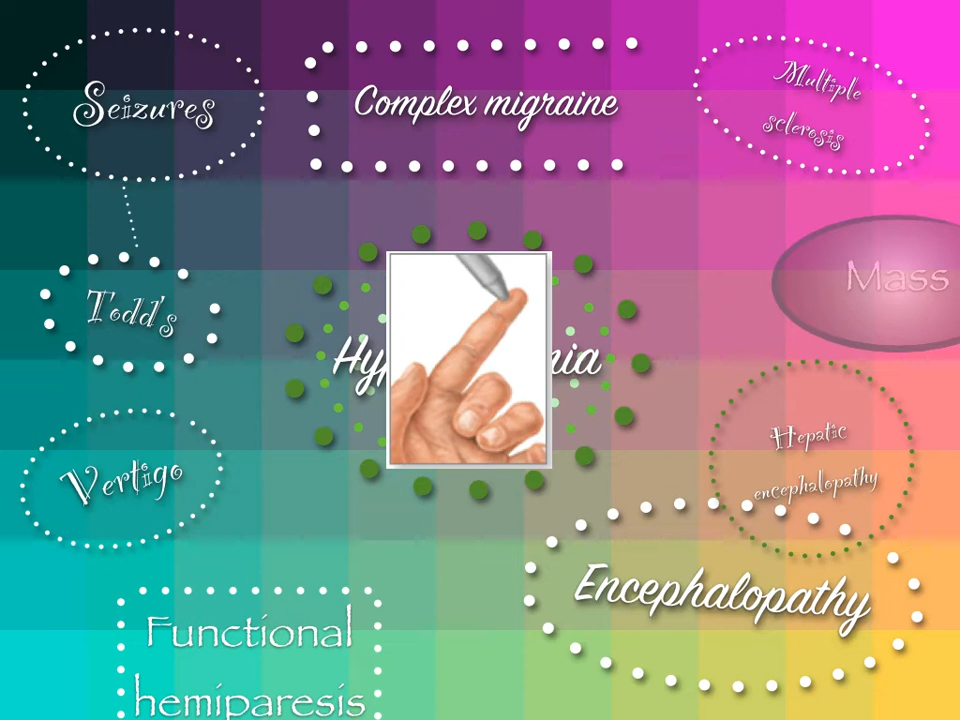 Seizures
Complex migraine
Multiple
sclerosis
Mass
Todd's
Hepatic
encephalopathy
Vertigo
Encephalopathy
Functional
hemiparesis